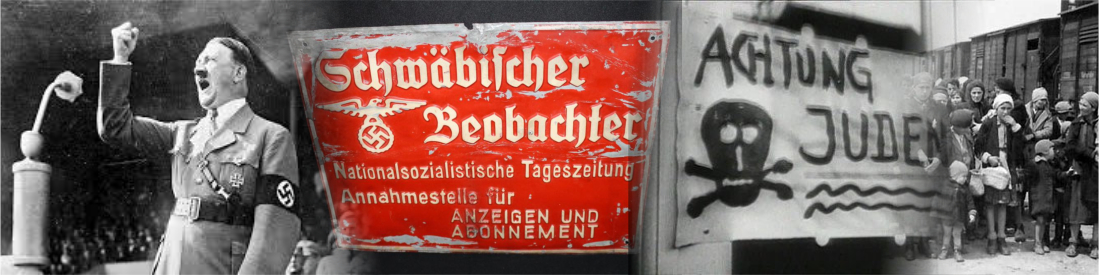 Schwäbischer
Beobachter
Nationalsozialistische Tageszeitung
Annahmestelle für
ANZEIGEN UND
ABONNEMENT
ACHTUNG
JUDEN